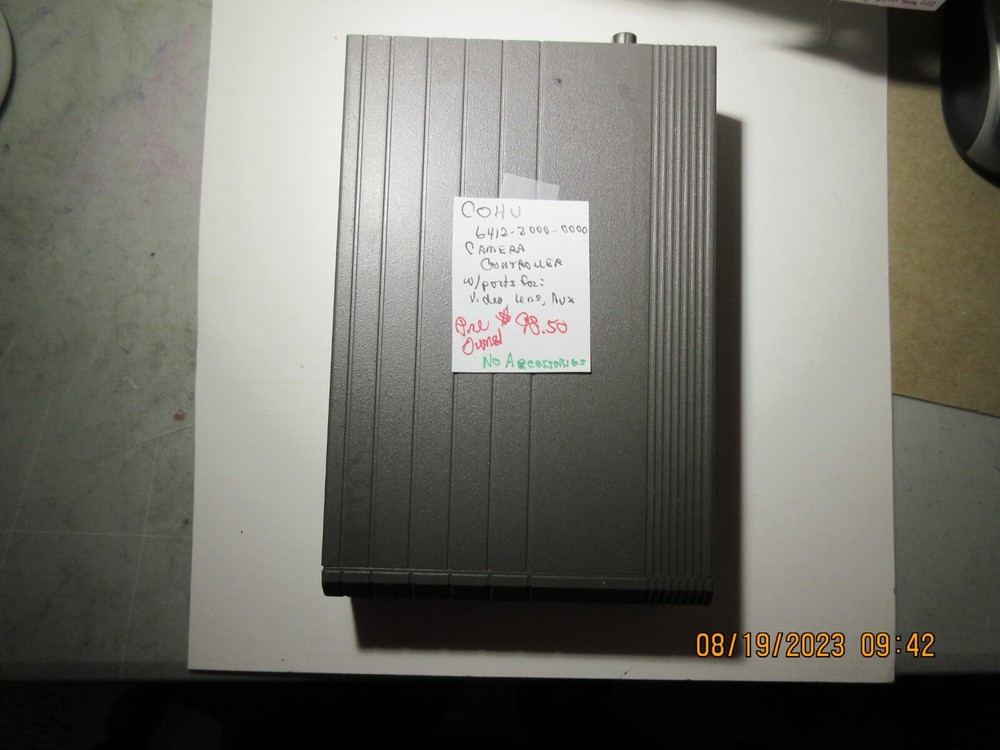 COHU
6412-2000-0000
CAMERA
CONTROLLER
w/ports for:
Video, Lens, Aux
Pre $98.50
Owned
No Accessories
08/19/2023 09:42